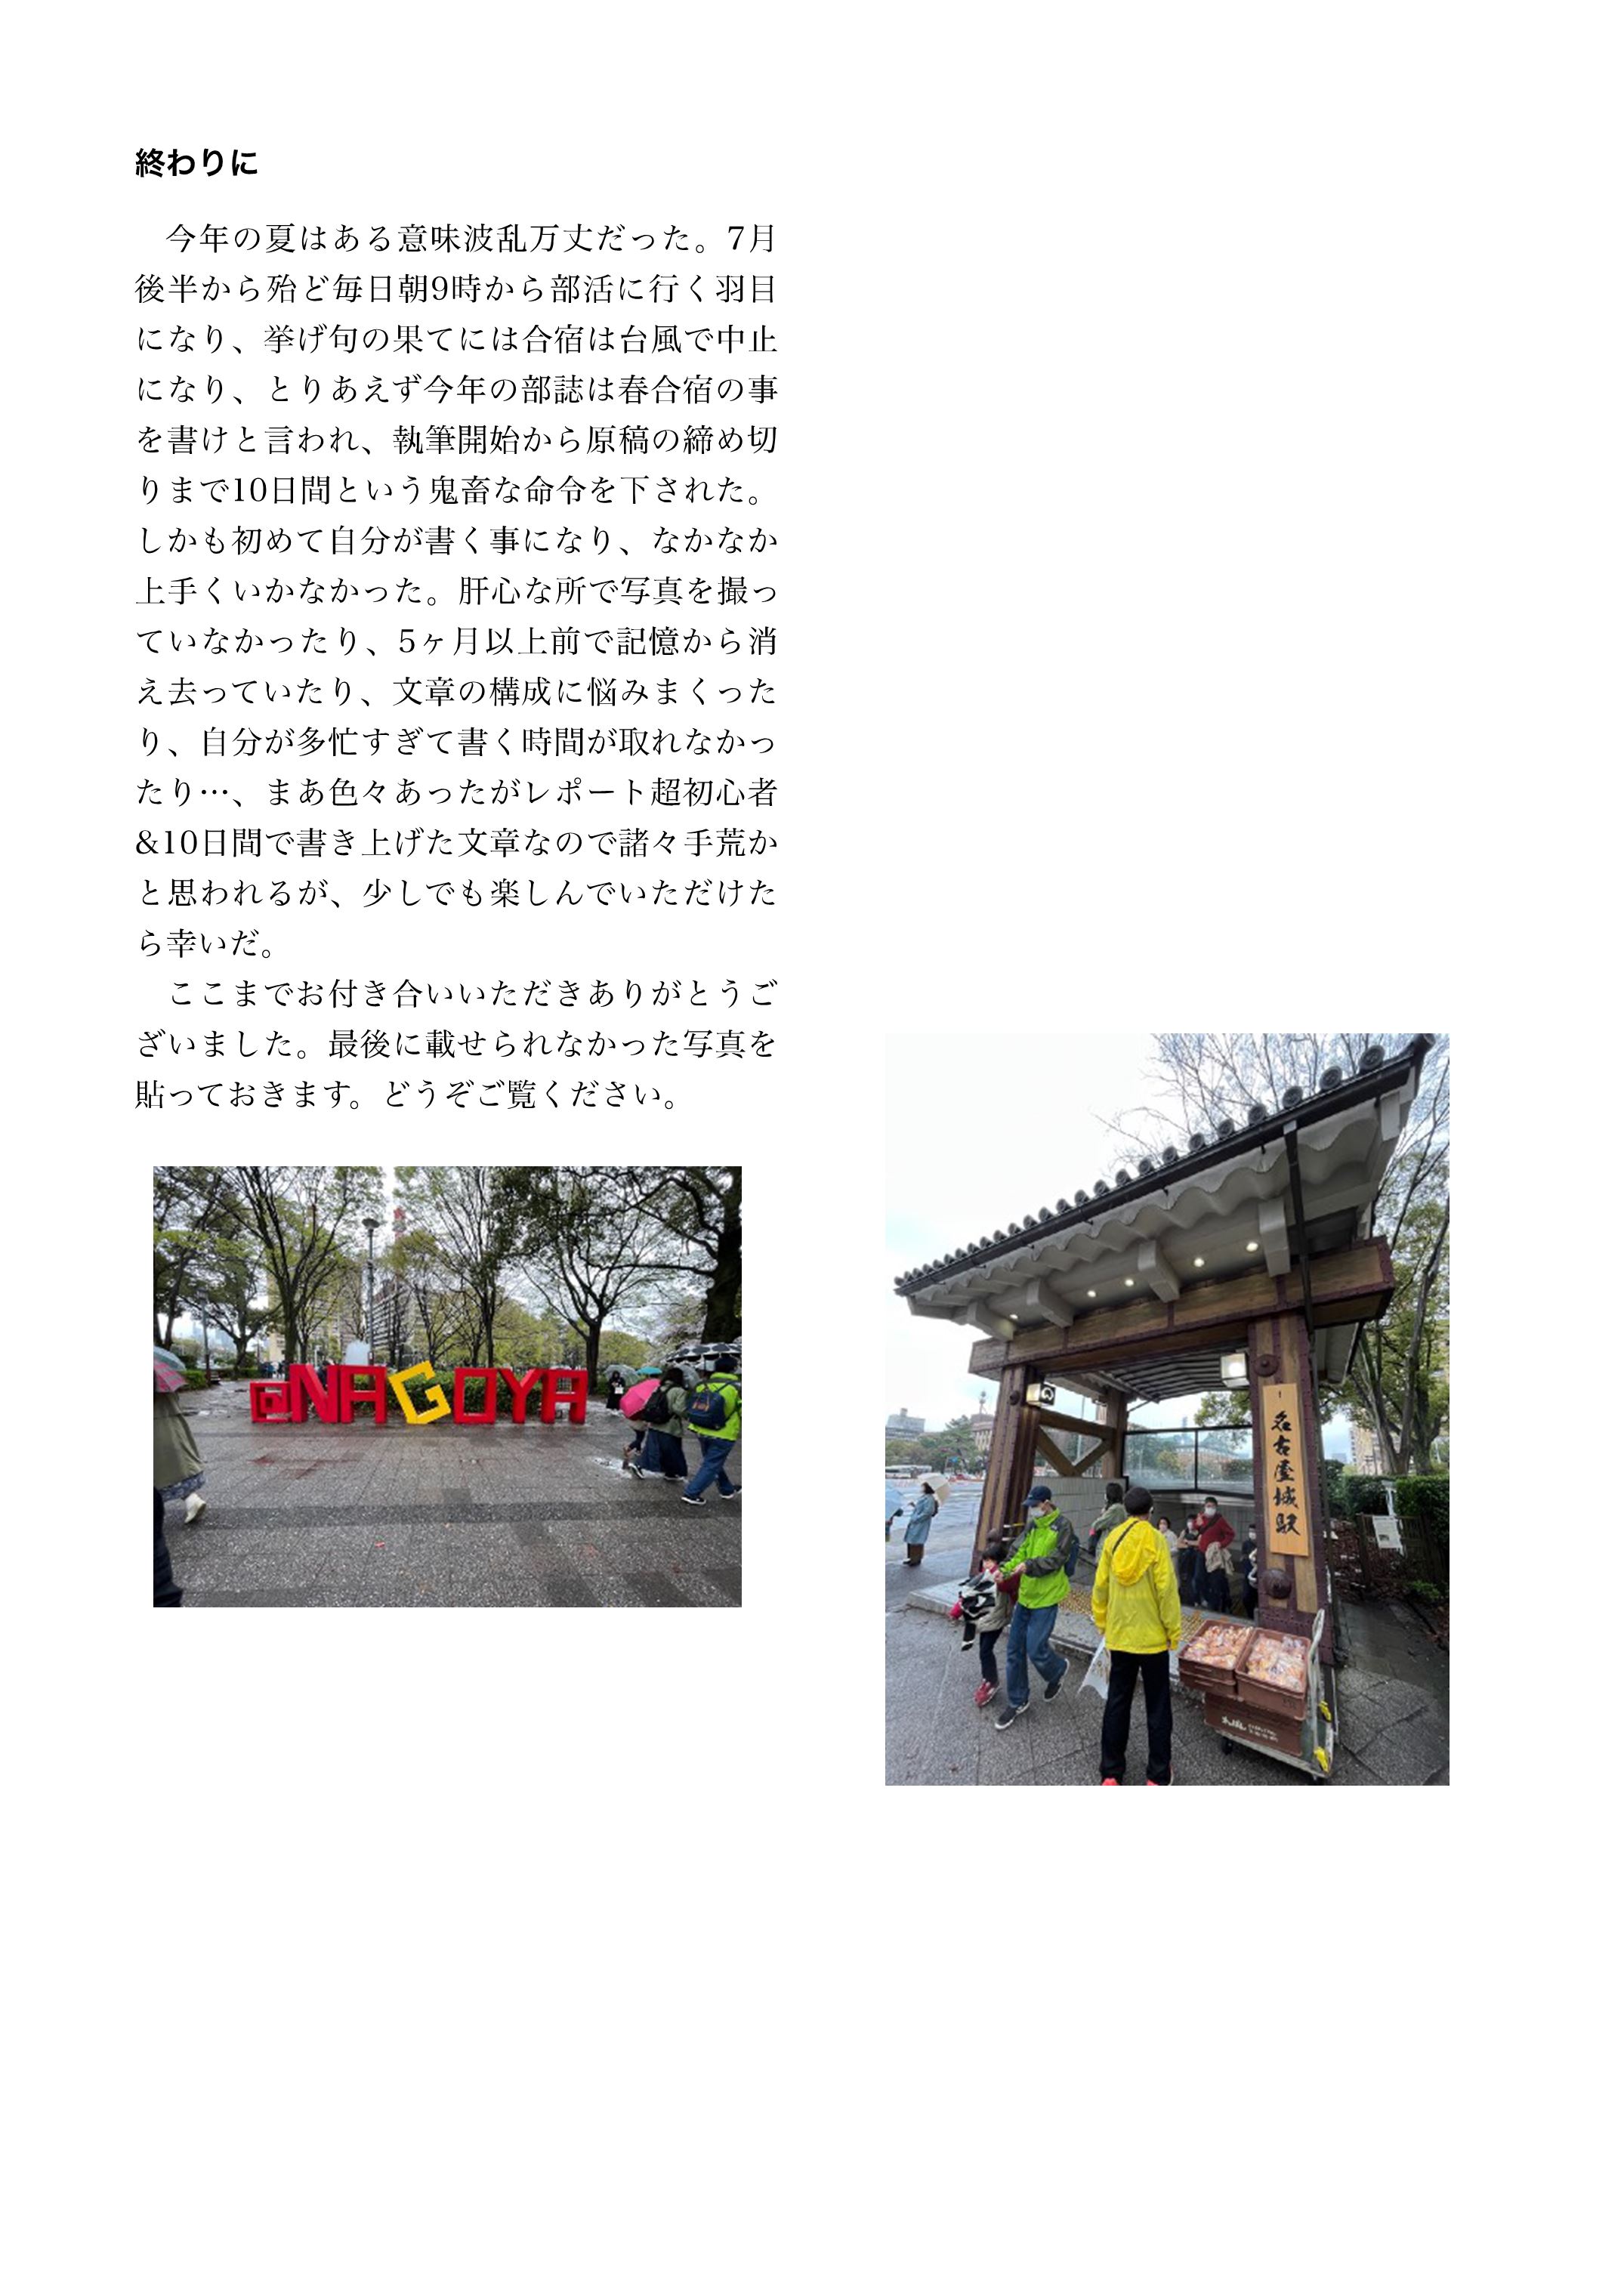 終わりに
今年の夏はある意味波乱万丈だった。7月
後半から殆ど毎日朝9時から部活に行く羽目
になり、挙げ句の果てには合宿は台風で中止
になり、とりあえず今年の部誌は春合宿の事
を書けと言われ、執筆開始から原稿の締め切
りまで10日間という鬼畜な命令を下された。
しかも初めて自分が書く事になり、なかなか
上手くいかなかった。肝心な所で写真を撮っ
ていなかったり、5ヶ月以上前で記憶から消
え去っていたり、文章の構成に悩みまくった
り、自分が多忙すぎて書く時間が取れなかっ
たり…、まあ色々あったがレポート超初心者
&10日間で書き上げた文章なので諸々手荒か
と思われるが、少しでも楽しんでいただけた
ら幸いだ。
ここまでお付き合いいただきありがとうご
ざいました。最後に載せられなかった写真を
貼っておきます。どうぞご覧ください。
@NAGOYA
名古屋城駅